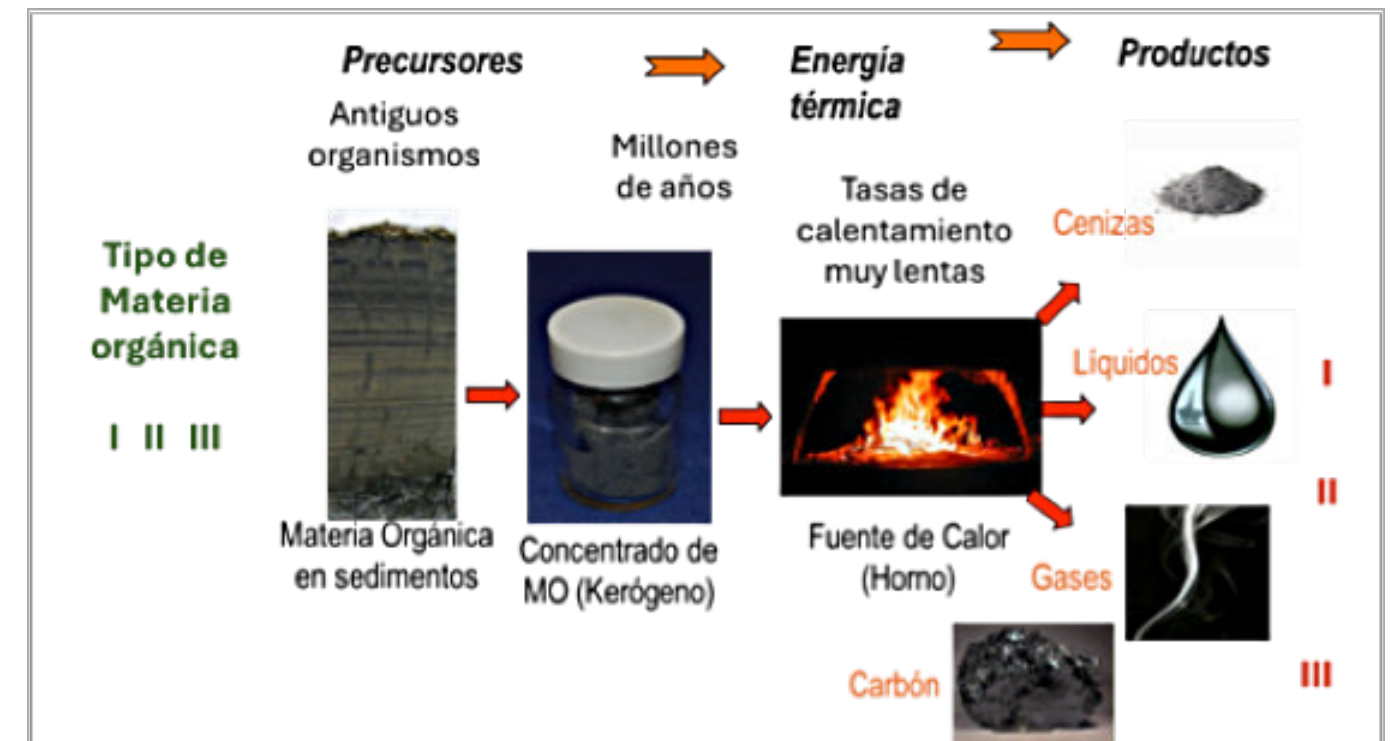 Precursores
Energía
térmica
Productos
Antiguos
organismos
Millones
de años
Tasas de
calentamiento
muy lentas
Cenizas
Tipo de
Materia
orgánica
I II III
Líquidos
I
II
Materia Orgánica
en sedimentos
Concentrado de
MO (Kerógeno)
Fuente de Calor
(Horno)
Gases
Carbón
III